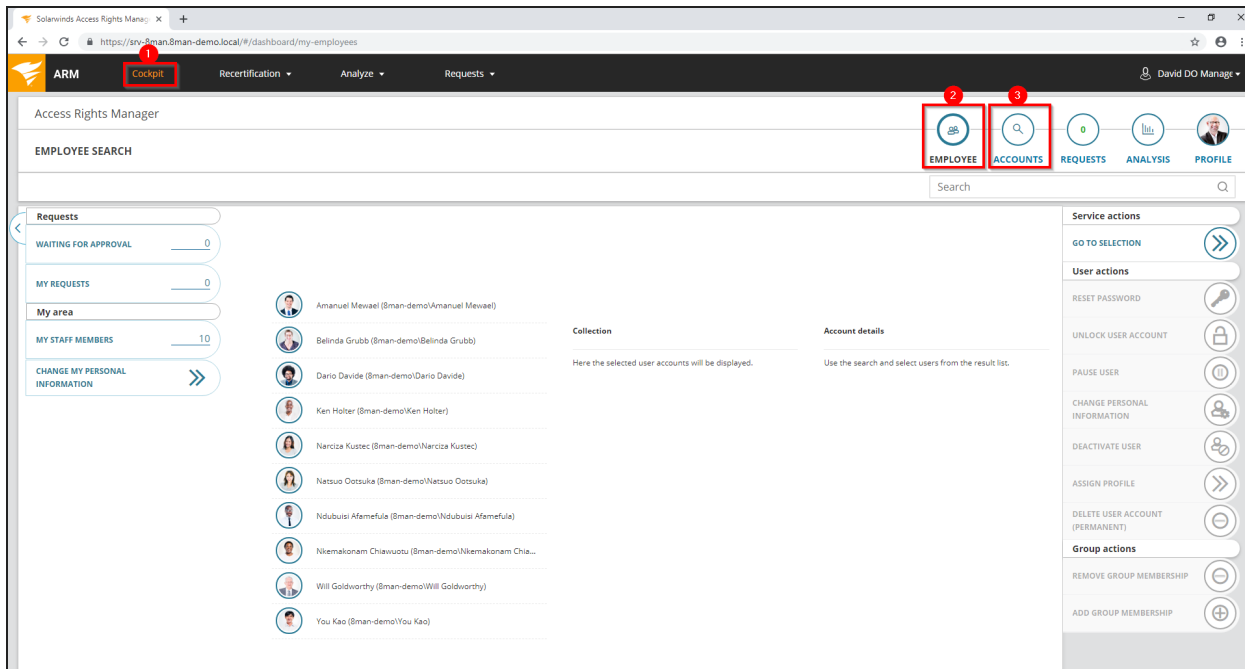 Solarwinds Access Rights Manag
https://srv-8man.8man-demo.local/#/dashboard/my-employees
1
ARM
Cockpit
Recertification
Analyze
Requests
David DO Manage
Access Rights Manager
2
3
0
EMPLOYEE SEARCH
EMPLOYEE
ACCOUNTS
REQUESTS
ANALYSIS
PROFILE
Search
Requests
WAITING FOR APPROVAL
0
MY REQUESTS
0
My area
MY STAFF MEMBERS
10
CHANGE MY PERSONAL
INFORMATION
Amanuel Mewael (8man-demo\Amanuel Mewael)
Belinda Grubb (8man-demo\Belinda Grubb)
Dario Davide (8man-demo\Dario Davide)
Ken Holter (8man-demo\Ken Holter)
Narciza Kustec (8man-demo\Narciza Kustec)
Natsuo Ootsuka (8man-demo\Natsuo Ootsuka)
Ndubuisi Afamefula (8man-demo\Ndubuisi Afamefula)
Nkemakonam Chiawuotu (8man-demo\Nkemakonam Chia...
Will Goldworthy (8man-demo\Will Goldworthy)
You Kao (8man-demo\You Kao)
Collection
Here the selected user accounts will be displayed.
Account details
Use the search and select users from the result list.
Service actions
GO TO SELECTION
User actions
RESET PASSWORD
UNLOCK USER ACCOUNT
PAUSE USER
CHANGE PERSONAL
INFORMATION
DEACTIVATE USER
ASSIGN PROFILE
DELETE USER ACCOUNT
(PERMANENT)
Group actions
REMOVE GROUP MEMBERSHIP
ADD GROUP MEMBERSHIP